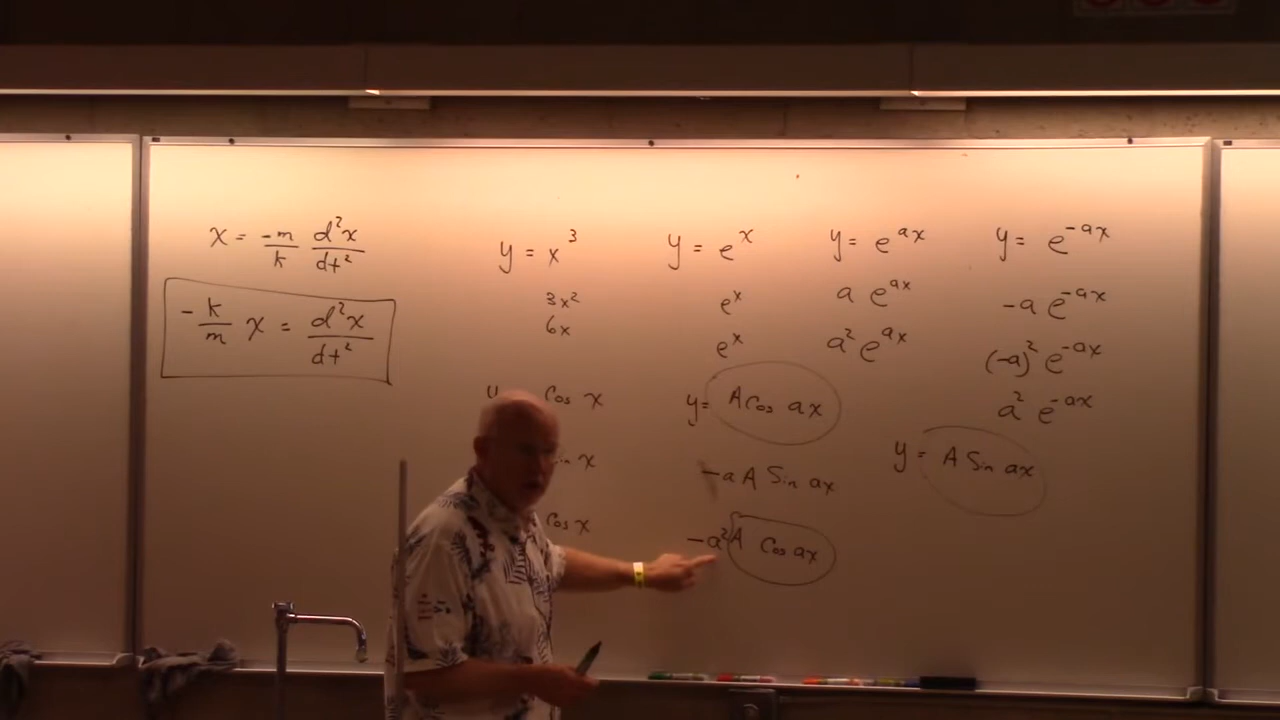 x = -m/k d²x/dt²
-k/m x = d²x/dt²
y = x³
3x²
6x
y = e^x
e^x
e^x
y = e^ax
a e^ax
a² e^ax
y = e^-ax
-a e^-ax
(-a)² e^-ax
a² e^-ax
Cos x
x
Cos x
y = A Cos ax
-a A Sin ax
-a² A Cos ax
y = A Sin ax